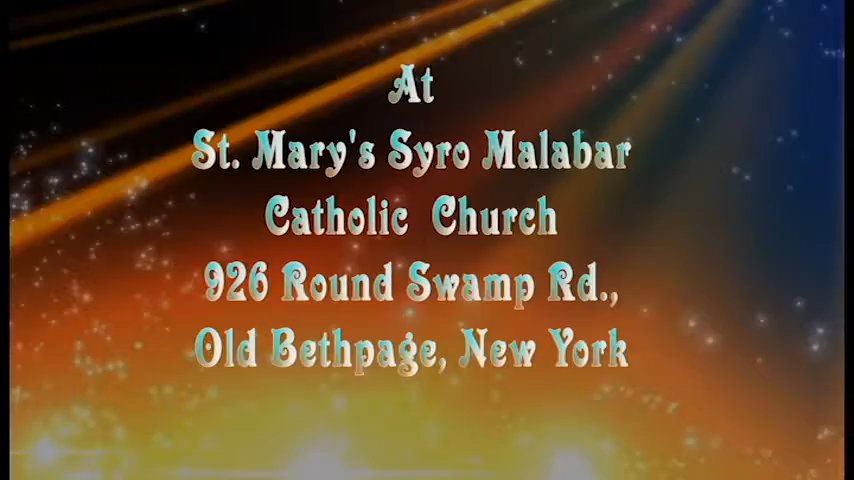 At
St. Mary's Syro Malabar
Catholic Church
926 Round Swamp Rd.,
Old Bethpage, New York